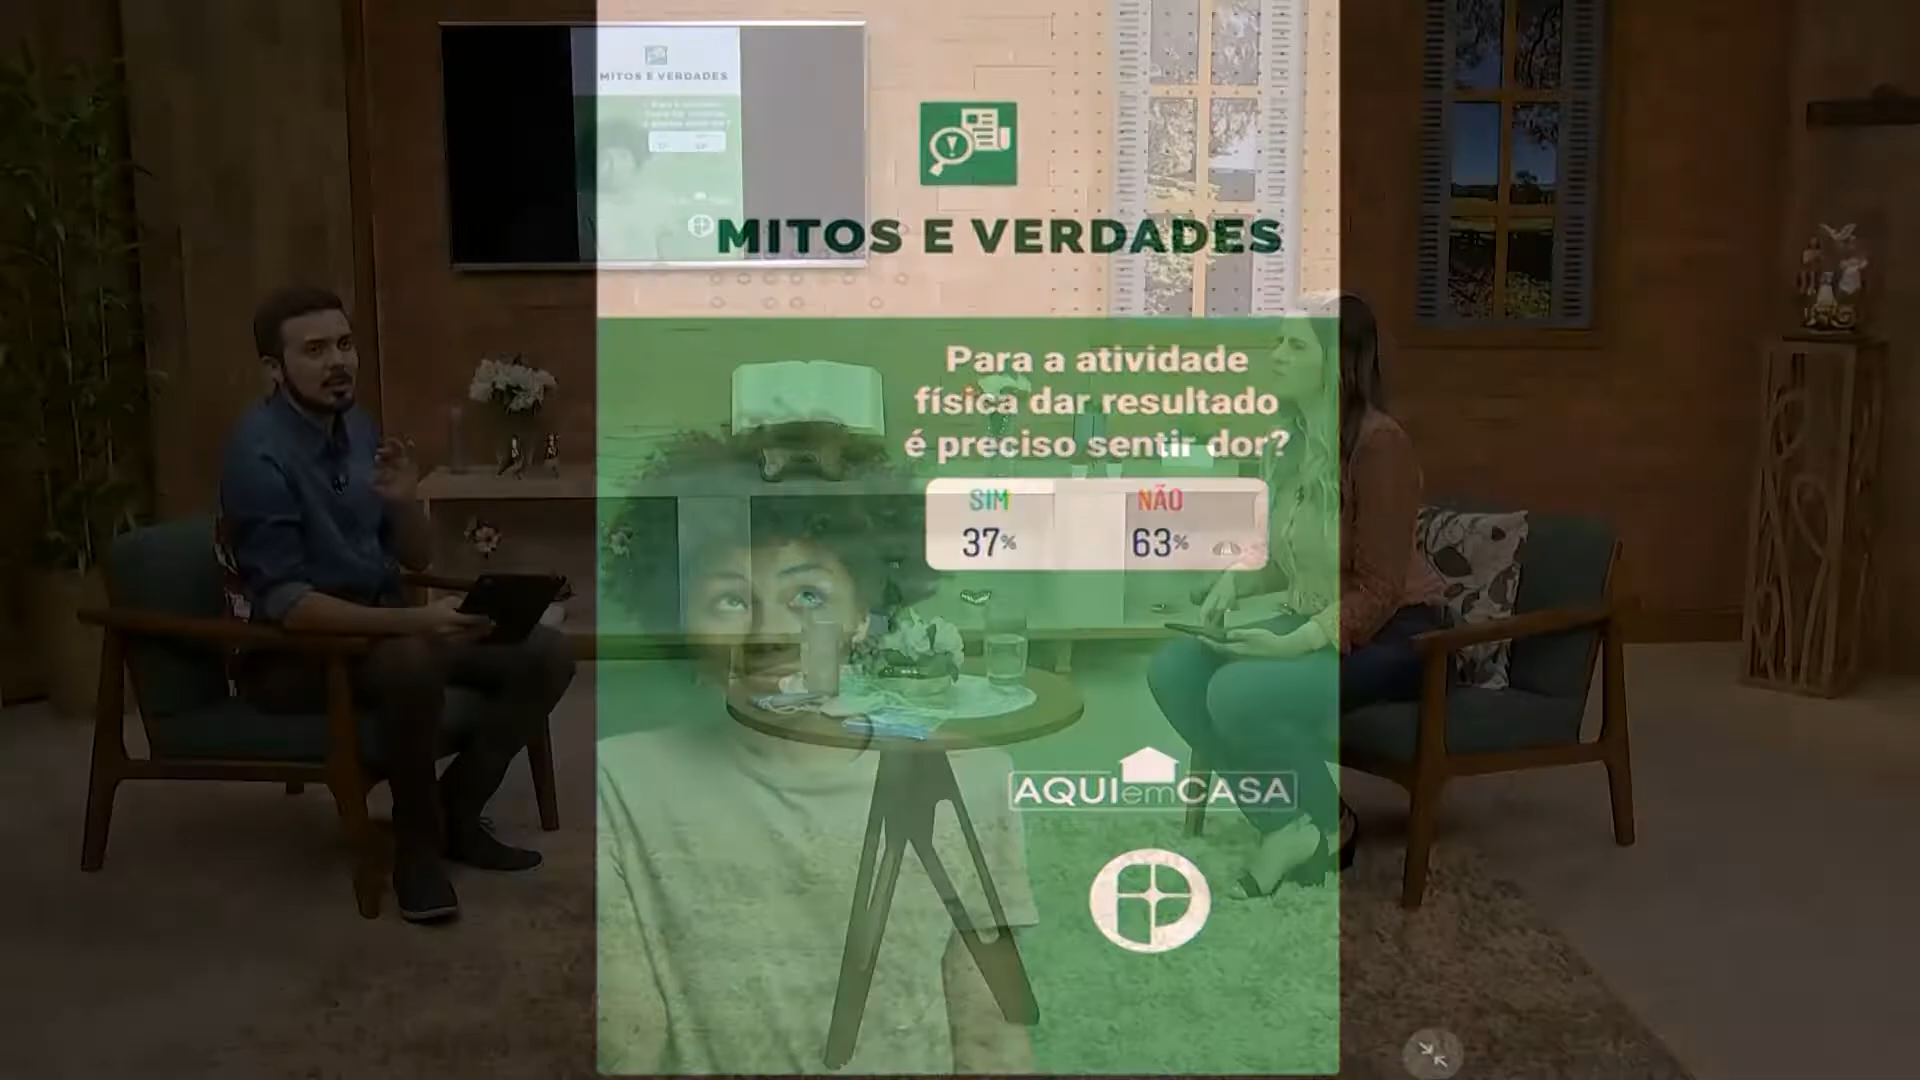 MITOS E VERDADES
MITOS E VERDADES
Para a atividade
física dar resultado
é preciso sentir dor?
SIM NÃO
37% 63%
AQUIemCASA